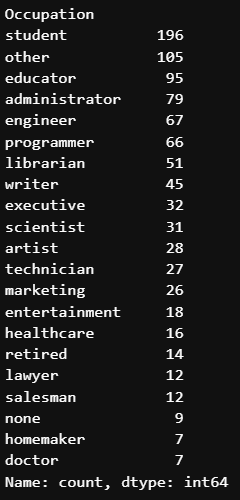 Occupation
student 196
other 105
educator 95
administrator 79
engineer 67
programmer 66
librarian 51
writer 45
executive 32
scientist 31
artist 28
technician 27
marketing 26
entertainment 18
healthcare 16
retired 14
lawyer 12
salesman 12
none 9
homemaker 7
doctor 7
Name: count, dtype: int64